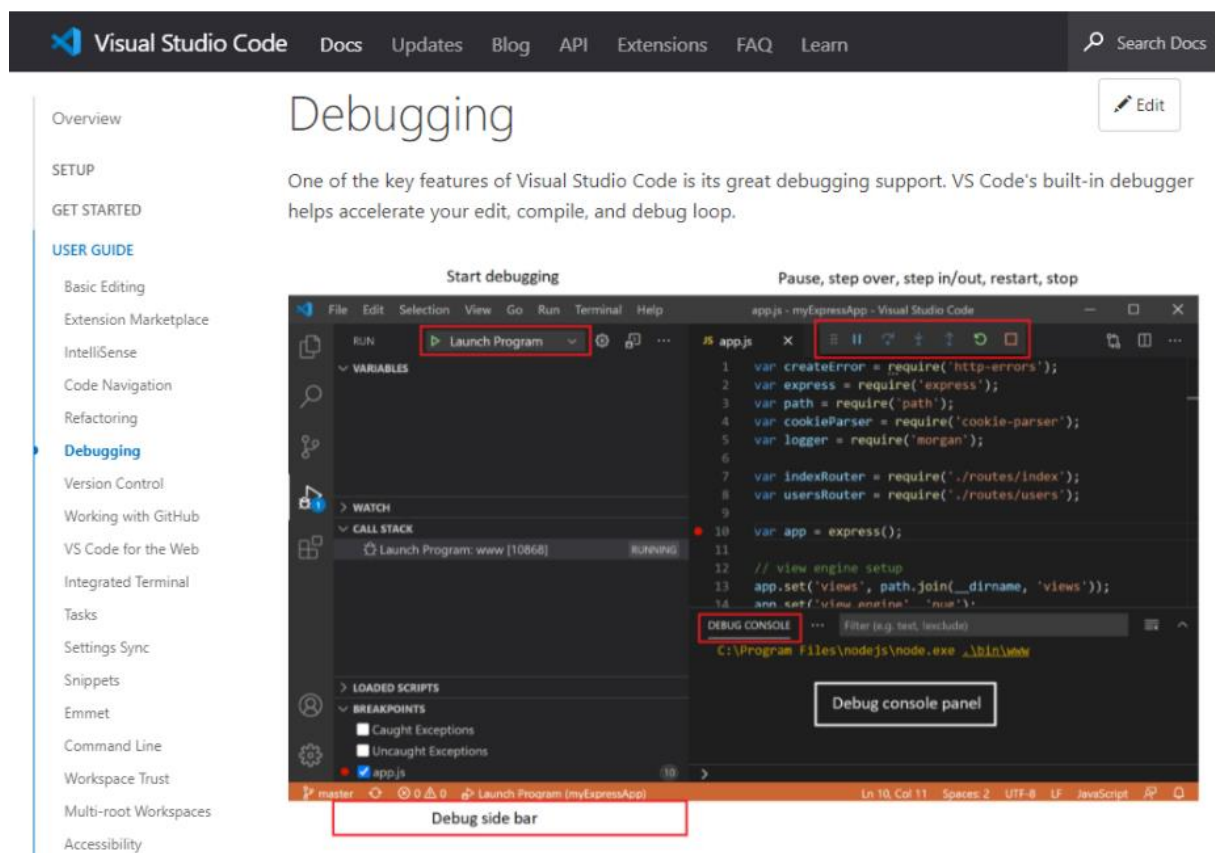 Visual Studio Code Docs Updates Blog API Extensions FAQ Learn Search Docs
Overview
SETUP
GET STARTED
USER GUIDE
Basic Editing
Extension Marketplace
IntelliSense
Code Navigation
Refactoring
Debugging
Version Control
Working with GitHub
VS Code for the Web
Integrated Terminal
Tasks
Settings Sync
Snippets
Emmet
Command Line
Workspace Trust
Multi-root Workspaces
Accessibility
Debugging
Edit
One of the key features of Visual Studio Code is its great debugging support. VS Code's built-in debugger
helps accelerate your edit, compile, and debug loop.
Start debugging
Pause, step over, step in/out, restart, stop
File Edit Selection View Go Run Terminal Help app.js - myExpressApp - Visual Studio Code
RUN Launch Program
VARIABLES
WATCH
CALL STACK
Launch Program: www [10868] RUNNING
LOADED SCRIPTS
BREAKPOINTS
Caught Exceptions
Uncaught Exceptions
app.js 10
1
JS app.js
1 var createError = require('http-errors');
2 var express = require('express');
3 var path = require('path');
4 var cookieParser = require('cookie-parser');
5 var logger = require('morgan');
6
7 var indexRouter = require('./routes/index');
8 var usersRouter = require('./routes/users');
9
10 var app = express();
11
12 // view engine setup
13 app.set('views', path.join(__dirname, 'views'));
14 app.set('view engine', 'pug');
DEBUG CONSOLE Filter (e.g. text, !exclude)
C:\Program Files\nodejs\node.exe .\bin\www
Debug console panel
master 0 0 Launch Program (myExpressApp) Ln 10, Col 11 Spaces: 2 UTF-8 LF JavaScript
Debug side bar